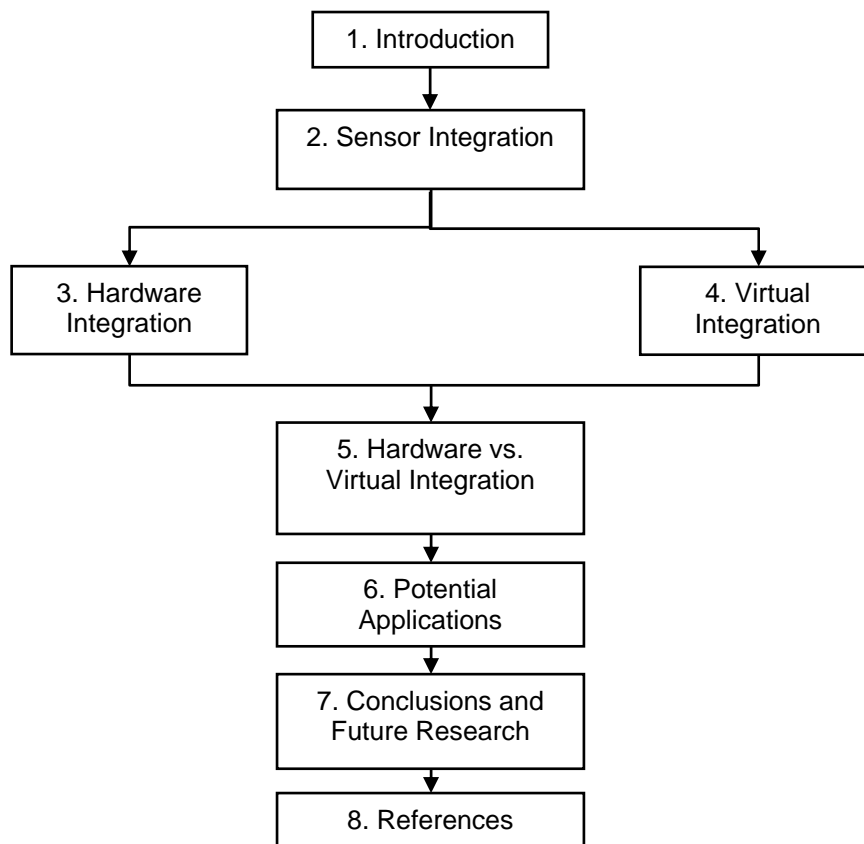 1. Introduction
2. Sensor Integration
3. Hardware
Integration
4. Virtual
Integration
5. Hardware vs.
Virtual Integration
6. Potential
Applications
7. Conclusions and
Future Research
8. References